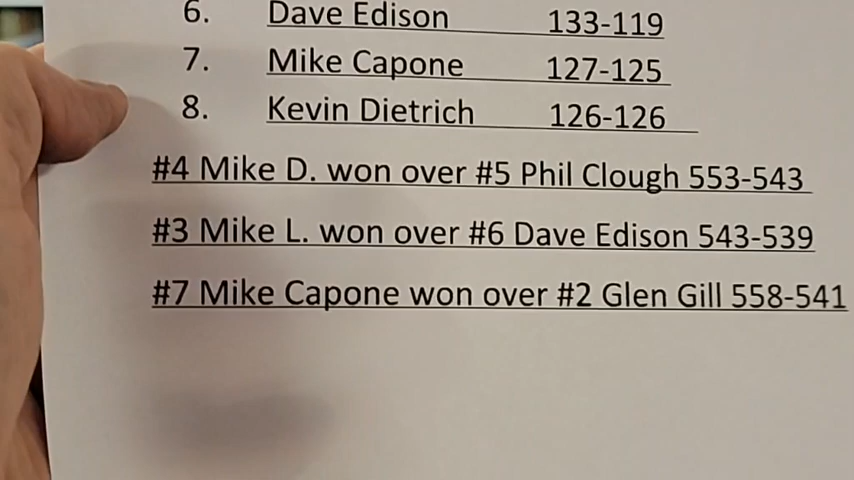 6. Dave Edison 133-119
7. Mike Capone 127-125
8. Kevin Dietrich 126-126
#4 Mike D. won over #5 Phil Clough 553-543
#3 Mike L. won over #6 Dave Edison 543-539
#7 Mike Capone won over #2 Glen Gill 558-541